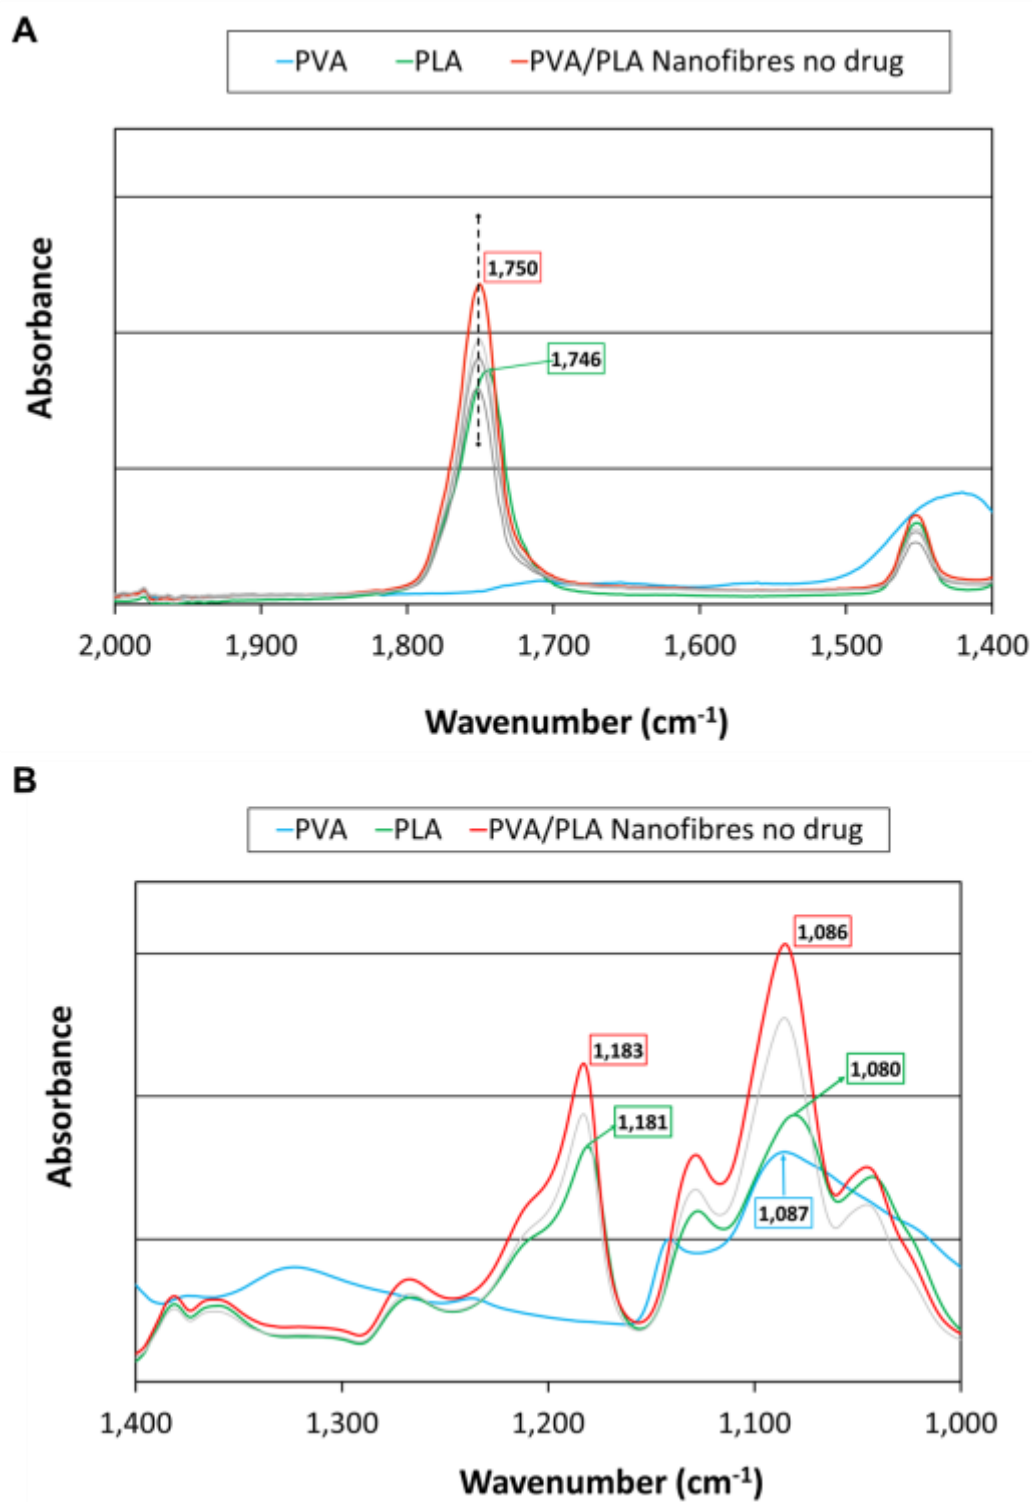 A
PVA PLA PVA/PLA Nanofibres no drug
Absorbance
1,750
1,746
2,000 1,900 1,800 1,700 1,600 1,500 1,400
Wavenumber (cm⁻¹)
B
PVA PLA PVA/PLA Nanofibres no drug
Absorbance
1,086
1,183
1,080
1,181
1,087
1,400 1,300 1,200 1,100 1,000
Wavenumber (cm⁻¹)